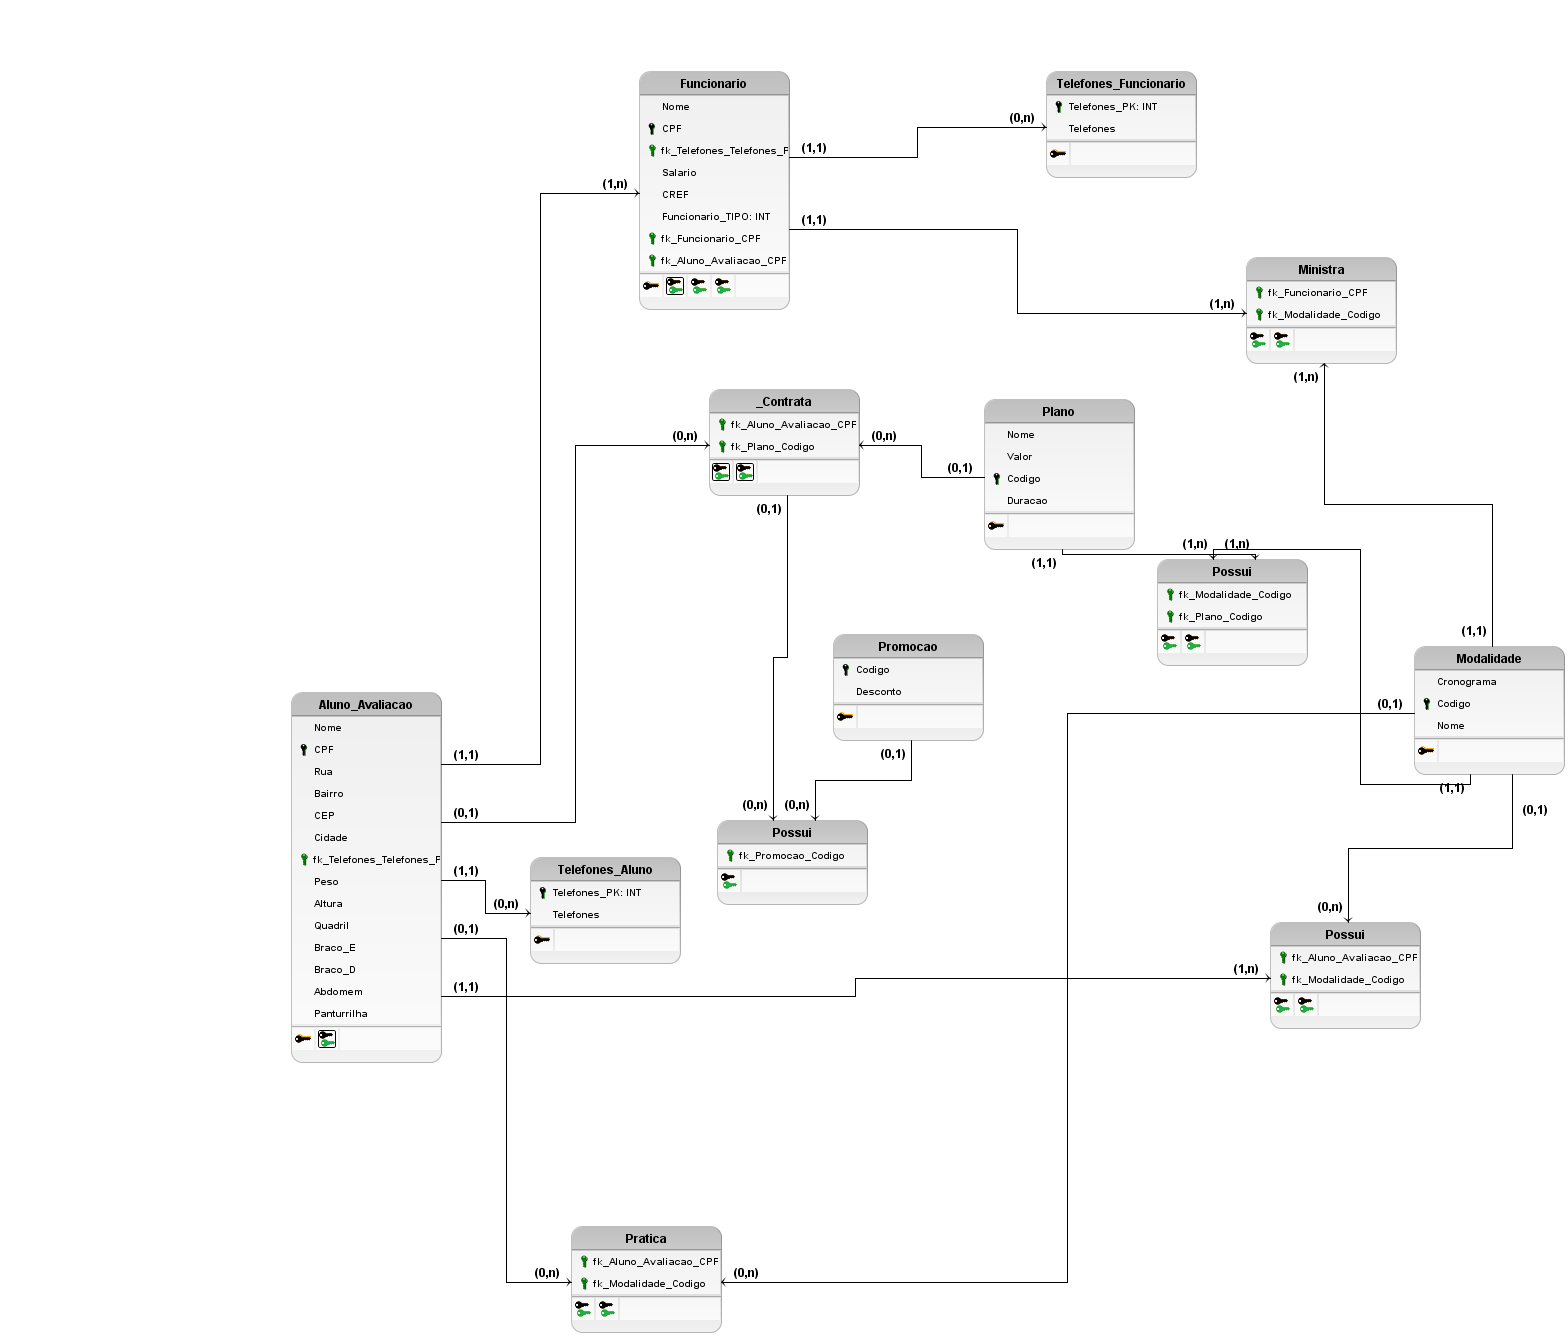 Funcionario
Nome
CPF
fk_Telefones_Telefones_P
Salario
CREF
Funcionario_TIPO: INT
fk_Funcionario_CPF
fk_Aluno_Avaliacao_CPF
Telefones_Funcionario
Telefones_PK: INT
Telefones
(0,n)
(1,1)
(1,n)
(1,1)
Ministra
fk_Funcionario_CPF
fk_Modalidade_Codigo
(1,n)
(1,n)
_Contrata
fk_Aluno_Avaliacao_CPF
fk_Plano_Codigo
(0,n)
(0,n)
(0,1)
(0,1)
Plano
Nome
Valor
Codigo
Duracao
(1,1)
(1,n)
(1,n)
Possui
fk_Modalidade_Codigo
fk_Plano_Codigo
(1,1)
Modalidade
Cronograma
Codigo
Nome
(0,1)
(1,1)
(0,1)
Promocao
Codigo
Desconto
(0,1)
(0,n)
(0,n)
Possui
fk_Promocao_Codigo
Aluno_Avaliacao
Nome
CPF
Rua
Bairro
CEP
Cidade
fk_Telefones_Telefones_P
Peso
Altura
Quadril
Braco_E
Braco_D
Abdomem
Panturrilha
(1,1)
(0,1)
(1,1)
(0,1)
(1,1)
Telefones_Aluno
Telefones_PK: INT
Telefones
(0,n)
(0,n)
(1,n)
Possui
fk_Aluno_Avaliacao_CPF
fk_Modalidade_Codigo
Pratica
fk_Aluno_Avaliacao_CPF
fk_Modalidade_Codigo
(0,n)
(0,n)